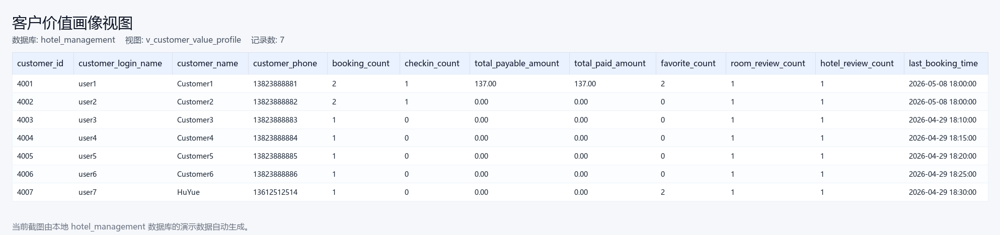 客户价值画像视图
数据库: hotel_management 视图: v_customer_value_profile 记录数: 7
customer_id customer_login_name customer_name customer_phone booking_count checkin_count total_payable_amount total_paid_amount favorite_count room_review_count hotel_review_count last_booking_time
4001 user1 Customer1 13823888881 2 1 137.00 137.00 2 1 1 2026-05-08 18:00:00
4002 user2 Customer2 13823888882 2 1 0.00 0.00 0 1 1 2026-05-08 18:00:00
4003 user3 Customer3 13823888883 1 0 0.00 0.00 0 1 1 2026-04-29 18:10:00
4004 user4 Customer4 13823888884 1 0 0.00 0.00 0 1 1 2026-04-29 18:15:00
4005 user5 Customer5 13823888885 1 0 0.00 0.00 0 1 1 2026-04-29 18:20:00
4006 user6 Customer6 13823888886 1 0 0.00 0.00 0 1 1 2026-04-29 18:25:00
4007 user7 HuYue 13612512514 1 0 0.00 0.00 2 1 1 2026-04-29 18:30:00
当前截图由本地 hotel_management 数据库的演示数据自动生成。